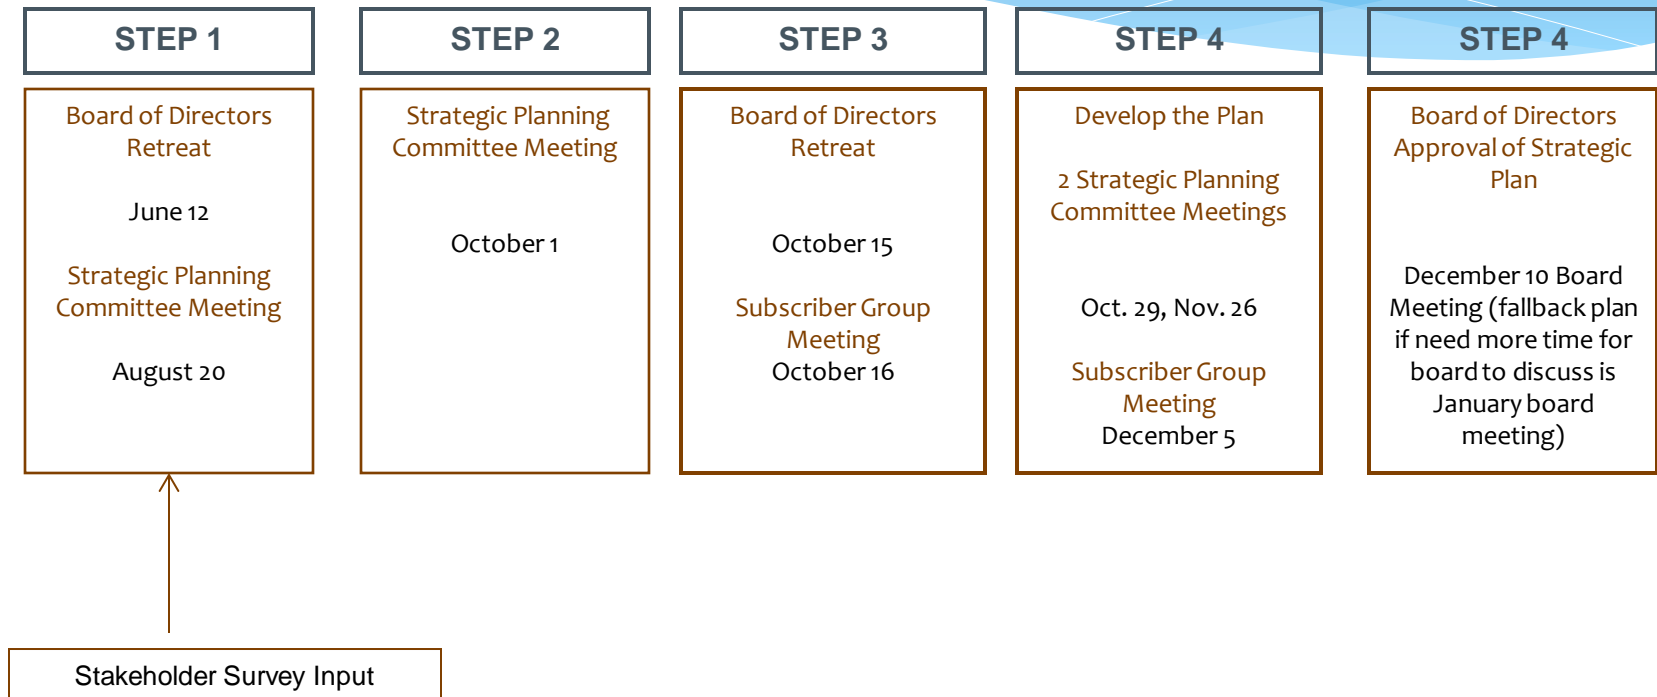 STEP 1
Board of Directors
Retreat
June 12
Strategic Planning
Committee Meeting
August 20
STEP 2
Strategic Planning
Committee Meeting
October 1
STEP 3
Board of Directors
Retreat
October 15
Subscriber Group
Meeting
October 16
STEP 4
Develop the Plan
2 Strategic Planning
Committee Meetings
Oct. 29, Nov. 26
Subscriber Group
Meeting
December 5
STEP 4
Board of Directors
Approval of Strategic
Plan
December 10 Board
Meeting (fallback plan
if need more time for
board to discuss is
January board
meeting)
Stakeholder Survey Input